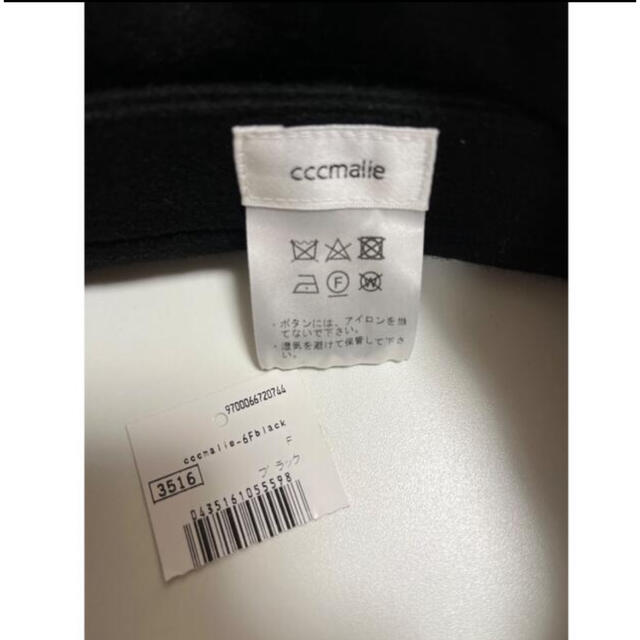 cccmalie
F
W
・ボタンには、アイロンを当
てないで下さい。
・湿気を避けて保管して下さ
い。
9700066720744
cccmalie-6Fblack
F
3516
ブラック
0435161055598